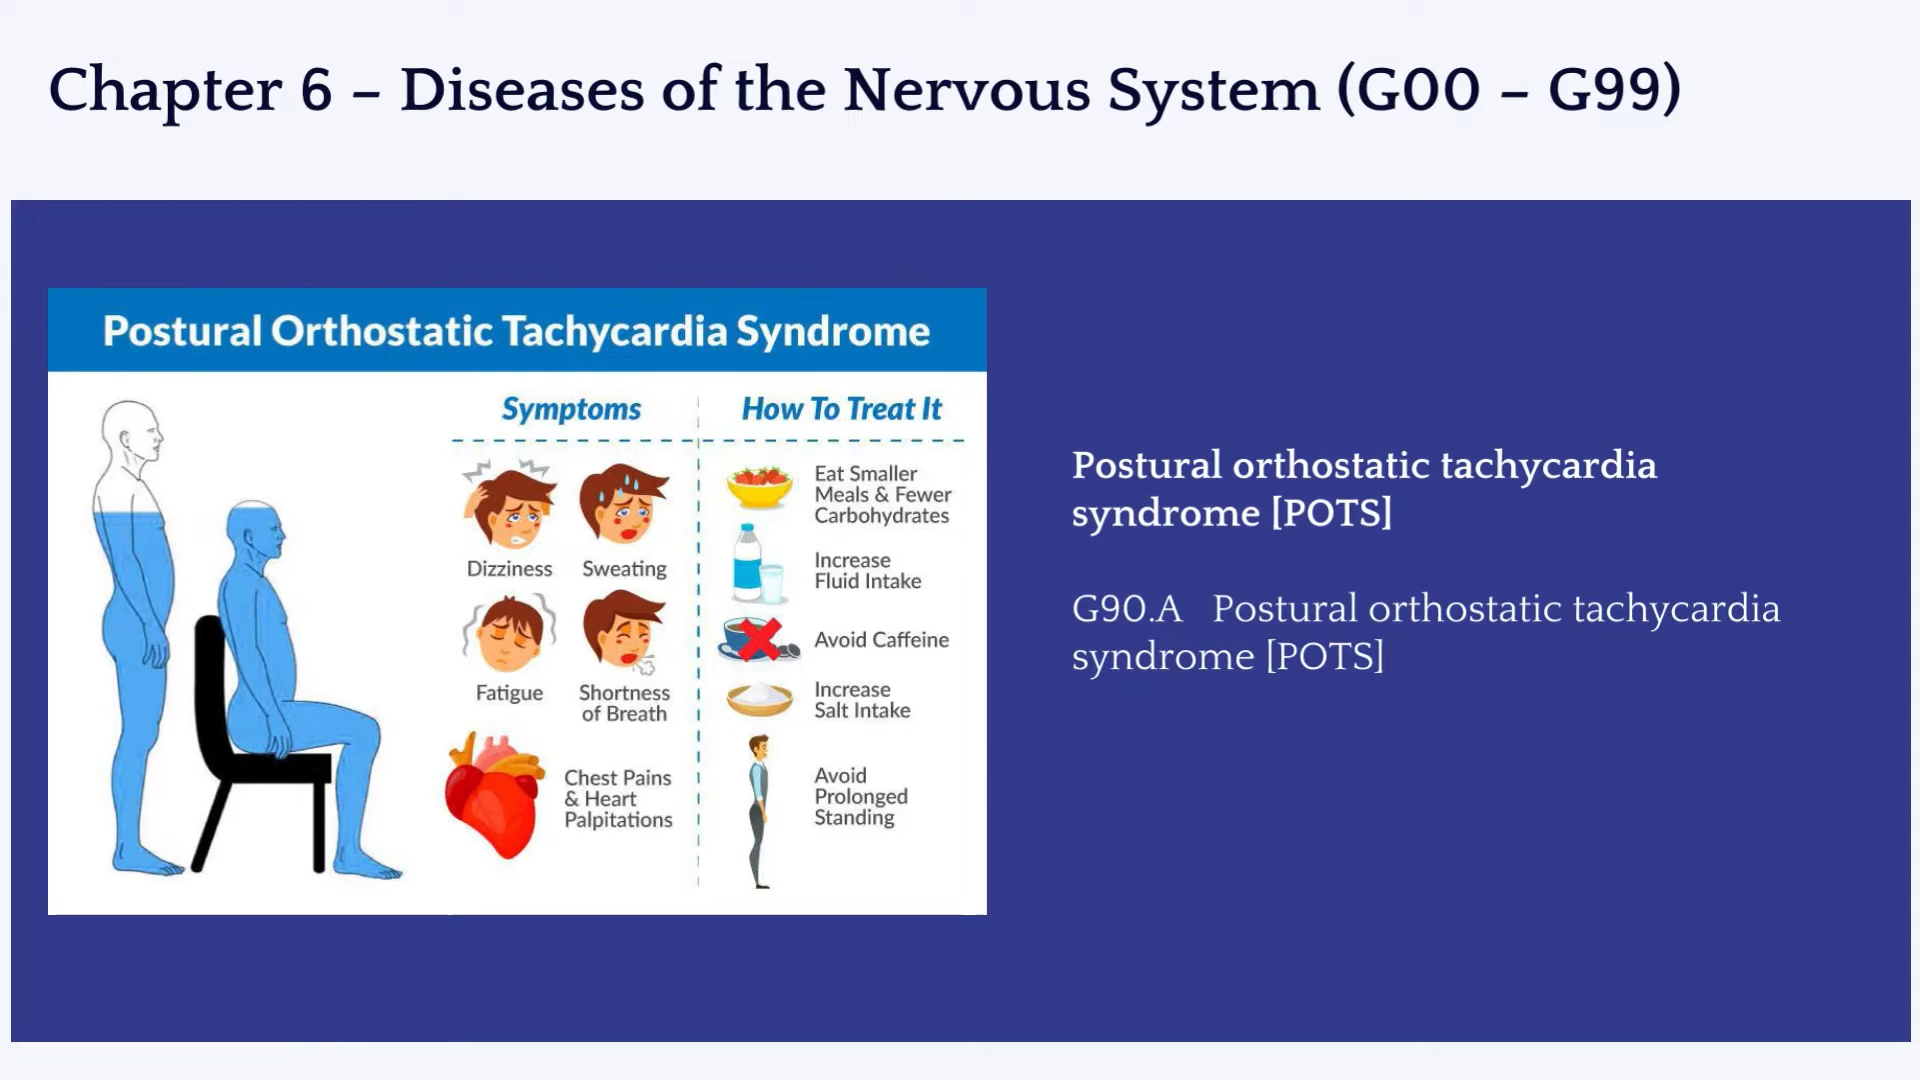 Chapter 6 – Diseases of the Nervous System (G00 – G99)
Postural Orthostatic Tachycardia Syndrome
Symptoms
Dizziness
Sweating
Fatigue
Shortness
of Breath
Chest Pains
& Heart
Palpitations
How To Treat It
Eat Smaller
Meals & Fewer
Carbohydrates
Increase
Fluid Intake
Avoid Caffeine
Increase
Salt Intake
Avoid
Prolonged
Standing
Postural orthostatic tachycardia
syndrome [POTS]
G90.A Postural orthostatic tachycardia
syndrome [POTS]